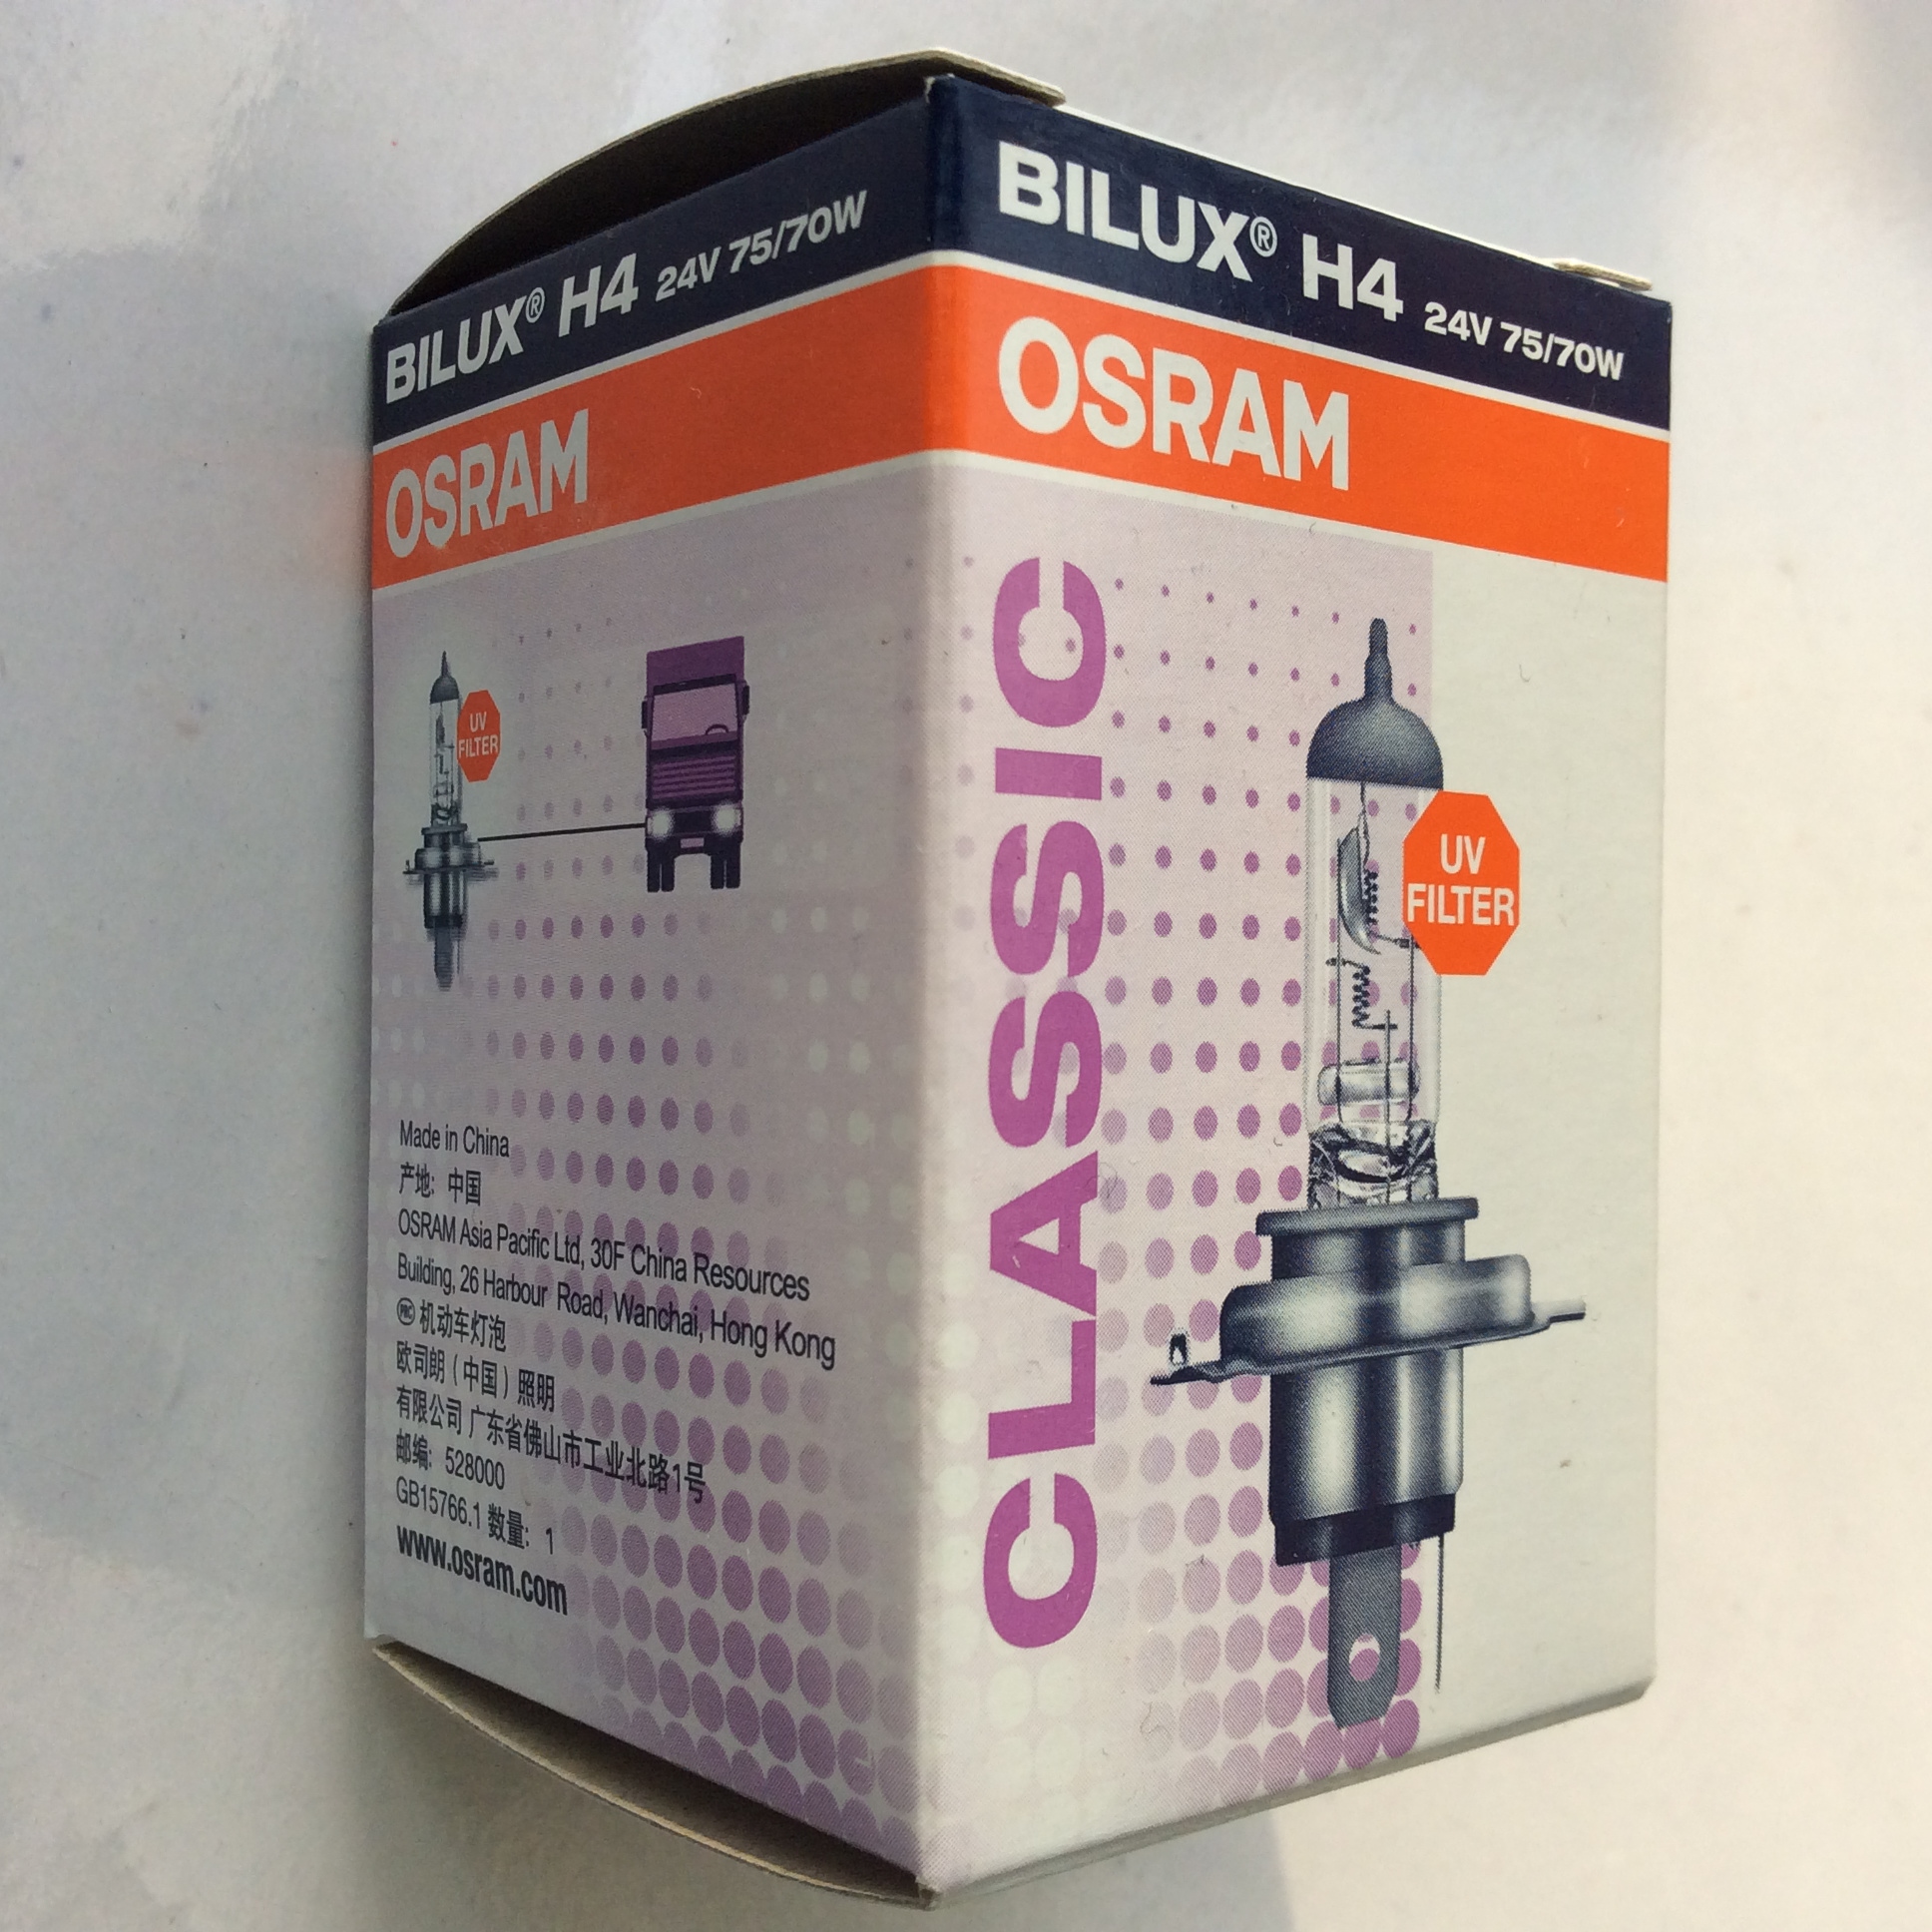 BILUX® H4 24V 75/70W
OSRAM
UV
FILTER
Made in China
产地: 中国
OSRAM Asia Pacific Ltd, 30F China Resources
Building, 26 Harbour Road, Wanchai, Hong Kong
PRC 机动车灯泡
欧司朗 (中国) 照明
有限公司 广东省佛山市工业北路1号
邮编: 528000
GB15766.1 数量: 1
www.osram.com
BILUX® H4 24V 75/70W
OSRAM
CLASSIC
UV
FILTER